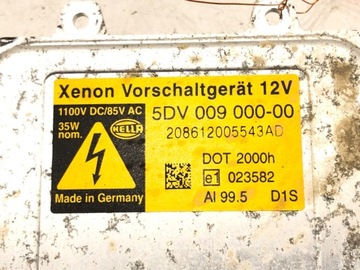 Xenon Vorschaltgerät 12V
1100V DC/85V AC
35W
nom.
HELLA
5DV 009 000-00
208612005543AD
DOT 2000h
e1 023582
Made in Germany
Al 99.5 D1S